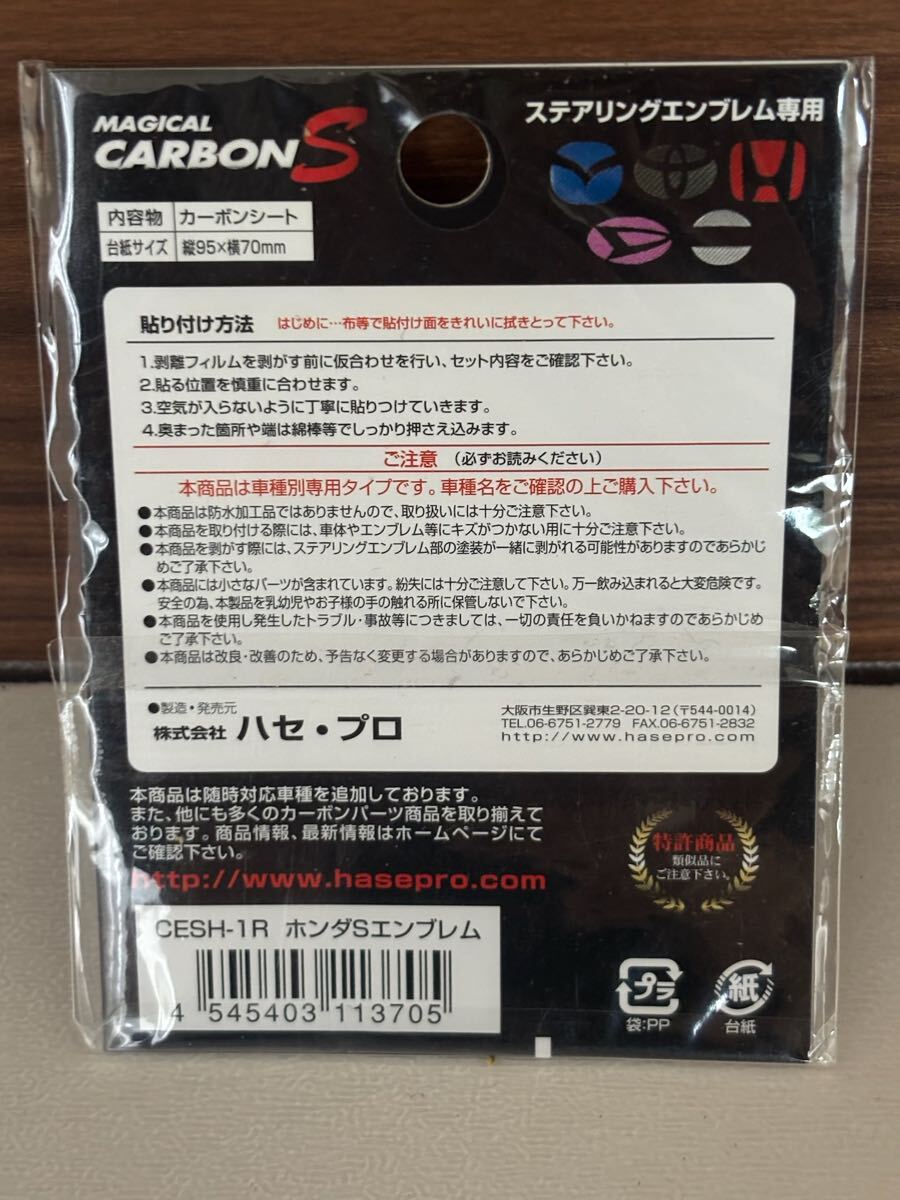 MAGICAL
CARBON S
ステアリングエンブレム専用
内容物 カーボンシート
台紙サイズ 縦95×横70mm
貼り付け方法 はじめに…布等で貼付け面をきれいに拭きとって下さい。
1.剥離フィルムを剥がす前に仮合わせを行い、セット内容をご確認下さい。
2.貼る位置を慎重に合わせます。
3.空気が入らないように丁寧に貼りつけていきます。
4.奥まった箇所や端は綿棒等でしっかり押さえ込みます。
ご注意 (必ずお読みください)
本商品は車種別専用タイプです。車種名をご確認の上ご購入下さい。
●本商品は防水加工品ではありませんので、取り扱いには十分ご注意下さい。
●本商品を取り付ける際には、車体やエンブレム等にキズがつかない用に十分ご注意下さい。
●本商品を剥がす際には、ステアリングエンブレム部の塗装が一緒に剥がれる可能性がありますのであらかじ
めご了承下さい。
●本商品には小さなパーツが含まれています。紛失には十分ご注意して下さい。万一飲み込まれると大変危険です。
安全の為、本製品を乳幼児やお子様の手の触れる所に保管しないで下さい。
●本商品を使用し発生したトラブル・事故等につきましては、一切の責任を負いかねますのであらかじめ
ご了承下さい。
●本商品は改良・改善のため、予告なく変更する場合がありますので、あらかじめご了承下さい。
●製造・発売元
株式会社 ハセ・プロ
大阪市生野区巽東2-20-12(〒544-0014)
TEL.06-6751-2779 FAX.06-6751-2832
http://www.hasepro.com
本商品は随時対応車種を追加しております。
また、他にも多くのカーボンパーツ商品を取り揃えて
おります。商品情報、最新情報はホームページにて
ご確認下さい。
http://www.hasepro.com
特許商品
類似品に
ご注意下さい。
CESH-1R ホンダSエンブレム
4 545403 113705
プラ
袋:PP
紙
台紙